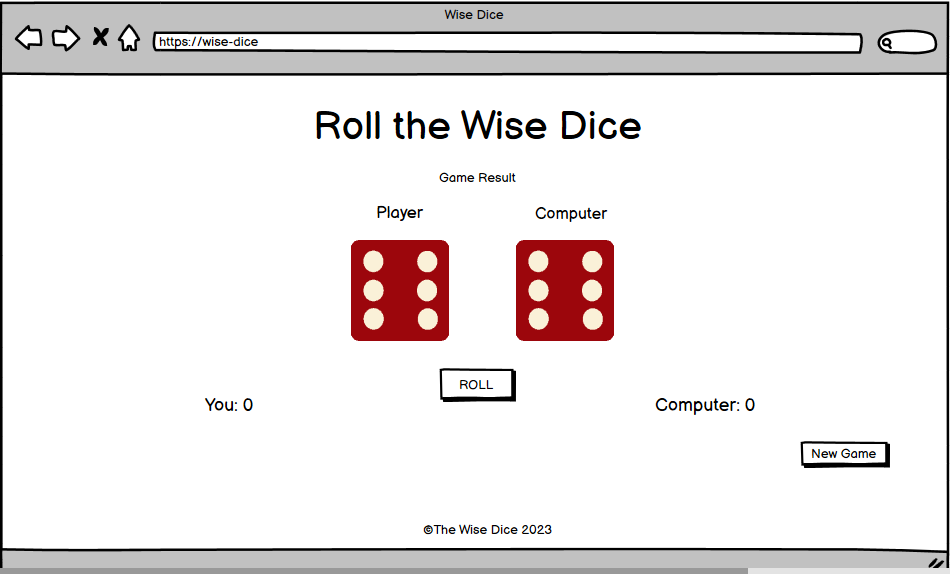 Wise Dice
https://wise-dice
Roll the Wise Dice
Game Result
Player Computer
ROLL
You: 0 Computer: 0
New Game
©The Wise Dice 2023